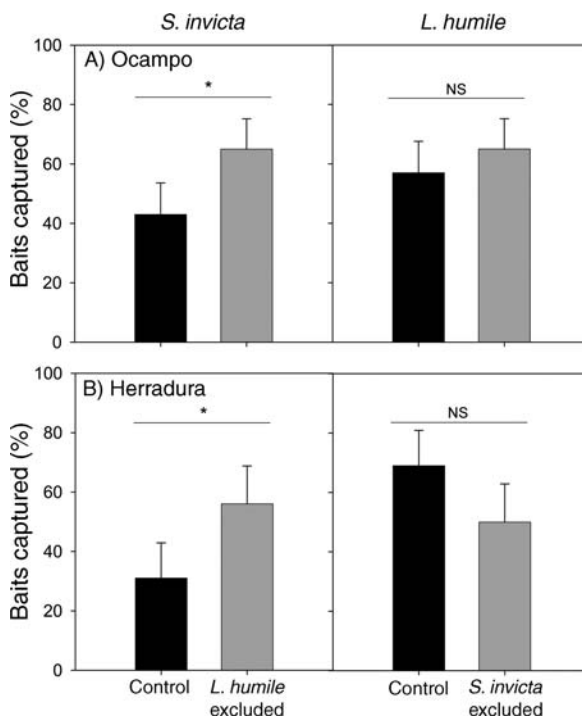 S. invicta L. humile
A) Ocampo
Baits captured (%)
100
80
60
40
20
0
*
NS
B) Herradura
Baits captured (%)
100
80
60
40
20
0
*
NS
Control L. humile Control S. invicta
excluded excluded